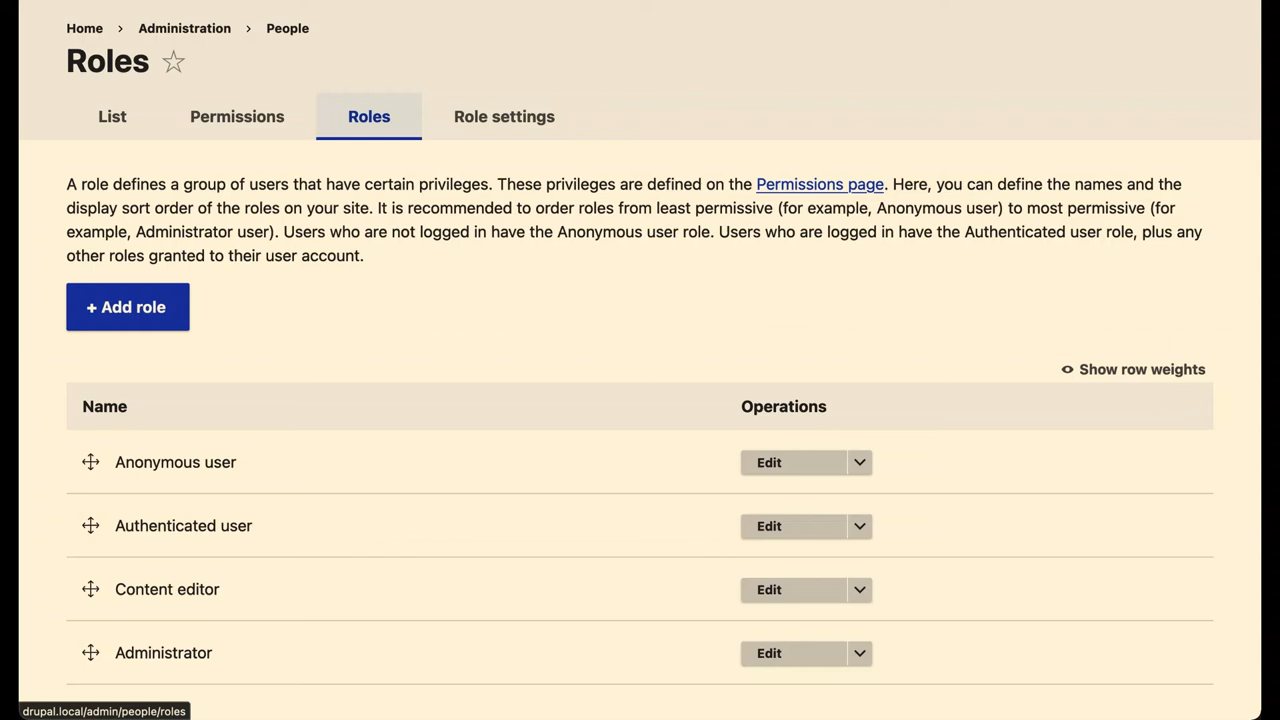 Home > Administration > People
Roles
List Permissions Roles Role settings
A role defines a group of users that have certain privileges. These privileges are defined on the Permissions page. Here, you can define the names and the
display sort order of the roles on your site. It is recommended to order roles from least permissive (for example, Anonymous user) to most permissive (for
example, Administrator user). Users who are not logged in have the Anonymous user role. Users who are logged in have the Authenticated user role, plus any
other roles granted to their user account.
+ Add role
Show row weights
Name Operations
Anonymous user Edit
Authenticated user Edit
Content editor Edit
Administrator Edit
drupal.local/admin/people/roles